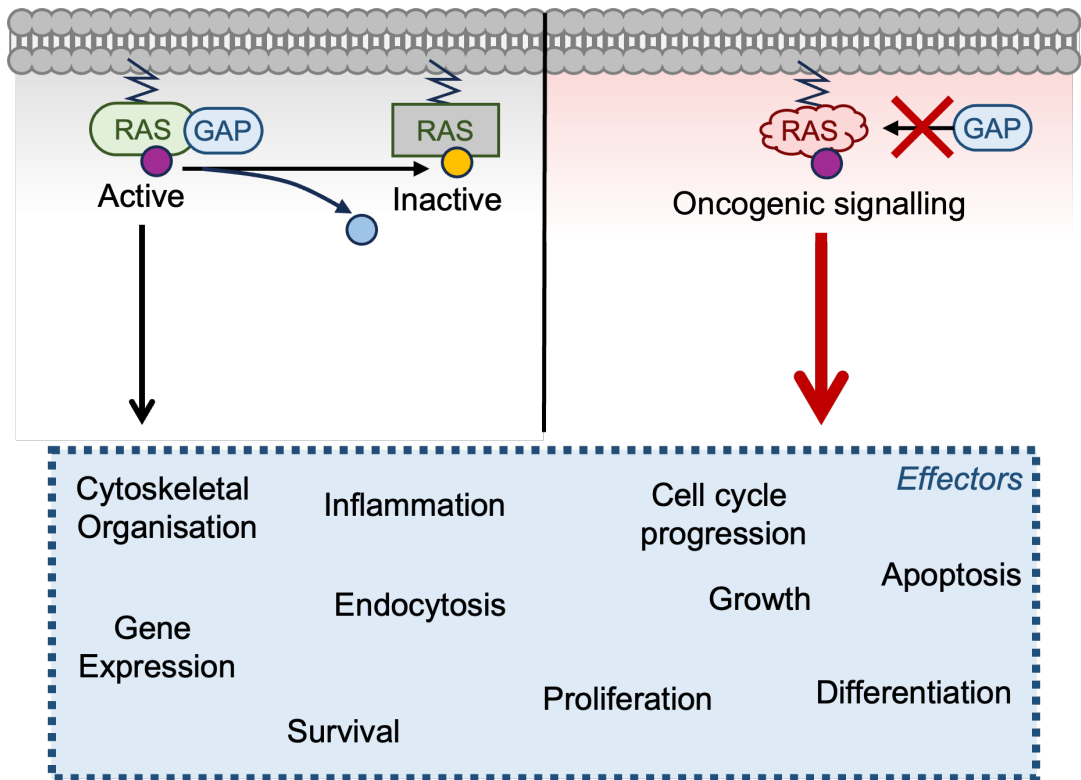 RAS
GAP
Active
RAS
Inactive
RAS
GAP
Oncogenic signalling
Effectors
Cytoskeletal
Organisation
Inflammation
Cell cycle
progression
Apoptosis
Gene
Expression
Endocytosis
Growth
Survival
Proliferation
Differentiation